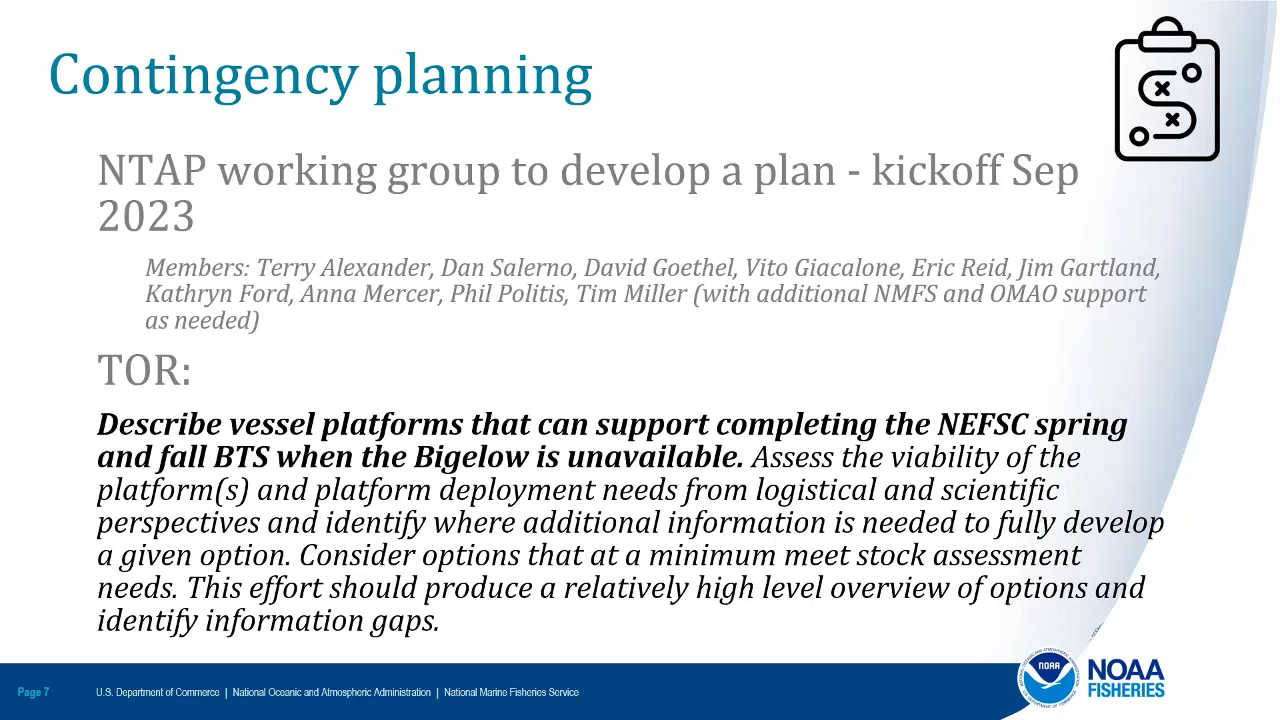 Contingency planning
NTAP working group to develop a plan - kickoff Sep
2023
Members: Terry Alexander, Dan Salerno, David Goethel, Vito Giacalone, Eric Reid, Jim Gartland,
Kathryn Ford, Anna Mercer, Phil Politis, Tim Miller (with additional NMFS and OMAO support
as needed)
TOR:
Describe vessel platforms that can support completing the NEFSC spring
and fall BTS when the Bigelow is unavailable. Assess the viability of the
platform(s) and platform deployment needs from logistical and scientific
perspectives and identify where additional information is needed to fully develop
a given option. Consider options that at a minimum meet stock assessment
needs. This effort should produce a relatively high level overview of options and
identify information gaps.
Page 7
U.S. Department of Commerce | National Oceanic and Atmospheric Administration | National Marine Fisheries Service
NOAA
NOAA
FISHERIES